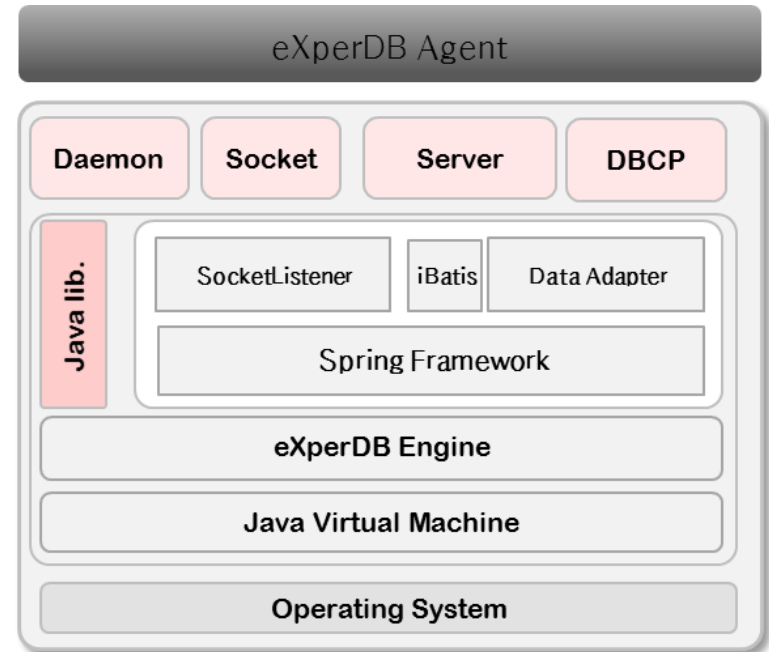 eXperDB Agent
Daemon
Socket
Server
DBCP
Java lib.
SocketListener
iBatis
Data Adapter
Spring Framework
eXperDB Engine
Java Virtual Machine
Operating System